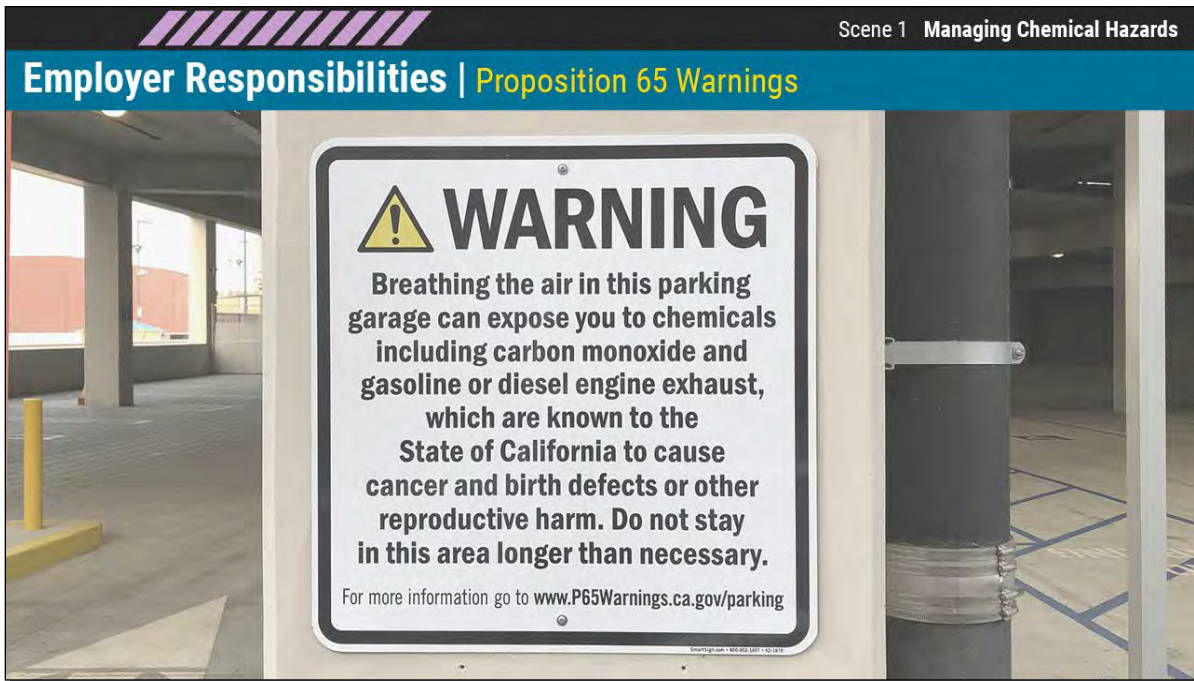 Scene 1 Managing Chemical Hazards
Employer Responsibilities | Proposition 65 Warnings
WARNING
Breathing the air in this parking
garage can expose you to chemicals
including carbon monoxide and
gasoline or diesel engine exhaust,
which are known to the
State of California to cause
cancer and birth defects or other
reproductive harm. Do not stay
in this area longer than necessary.
For more information go to www.P65Warnings.ca.gov/parking